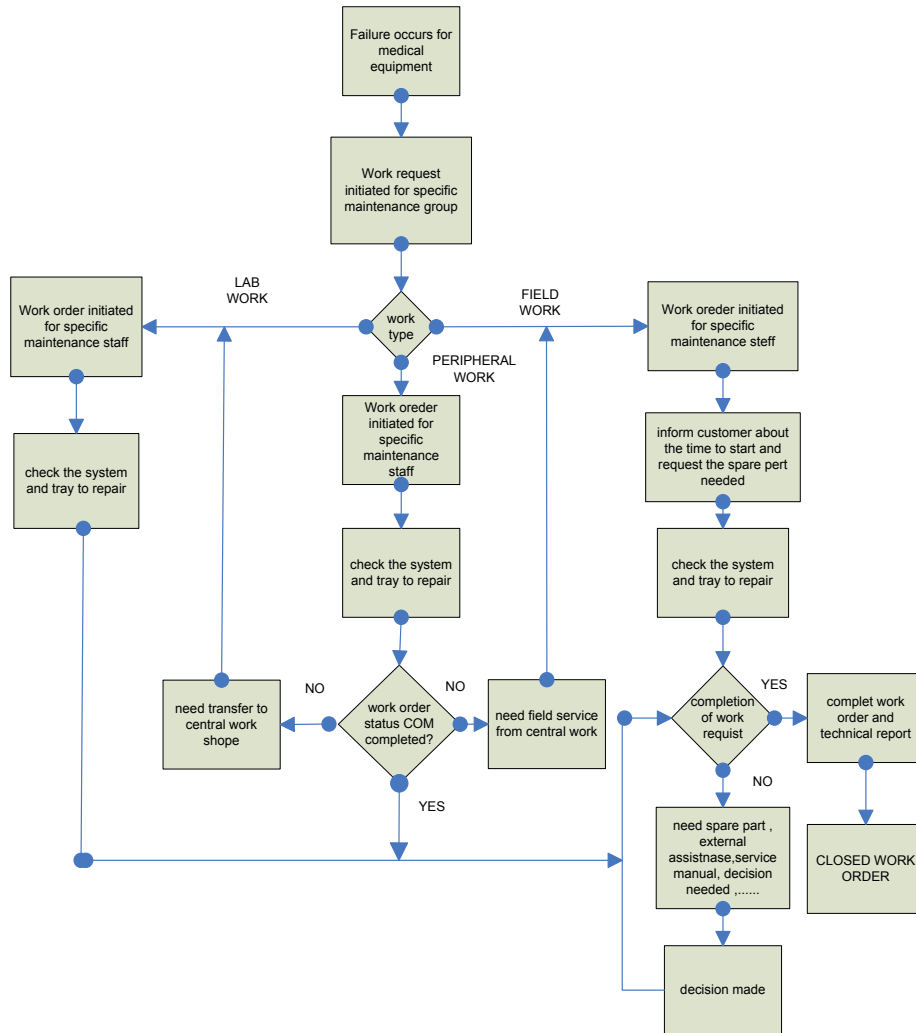 Failure occurs for
medical
equipment
Work request
initiated for specific
maintenance group
LAB
WORK
FIELD
WORK
work
type
PERIPHERAL
WORK
Work order initiated
for specific
maintenance staff
Work oreder initiated
for specific
maintenance steff
Work oreder
initiated for
specific
maintenance
staff
check the system
and tray to repair
inform customer about
the time to start and
request the spare pert
needed
check the system
and tray to repair
check the system
and tray to repair
NO
NO
YES
need transfer to
central work
shope
work order
status COM
completed?
need field service
from central work
completion
of work
requist
complet work
order and
technical report
YES
NO
need spare part ,
external
assistnase,service
manual, decision
needed ,......
CLOSED WORK
ORDER
decision made